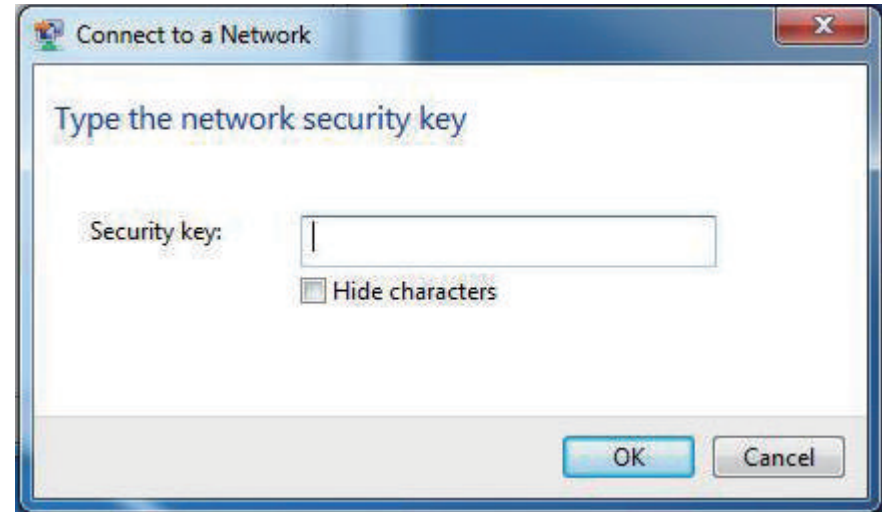 Connect to a Network
Type the network security key
Security key:
Hide characters
OK Cancel